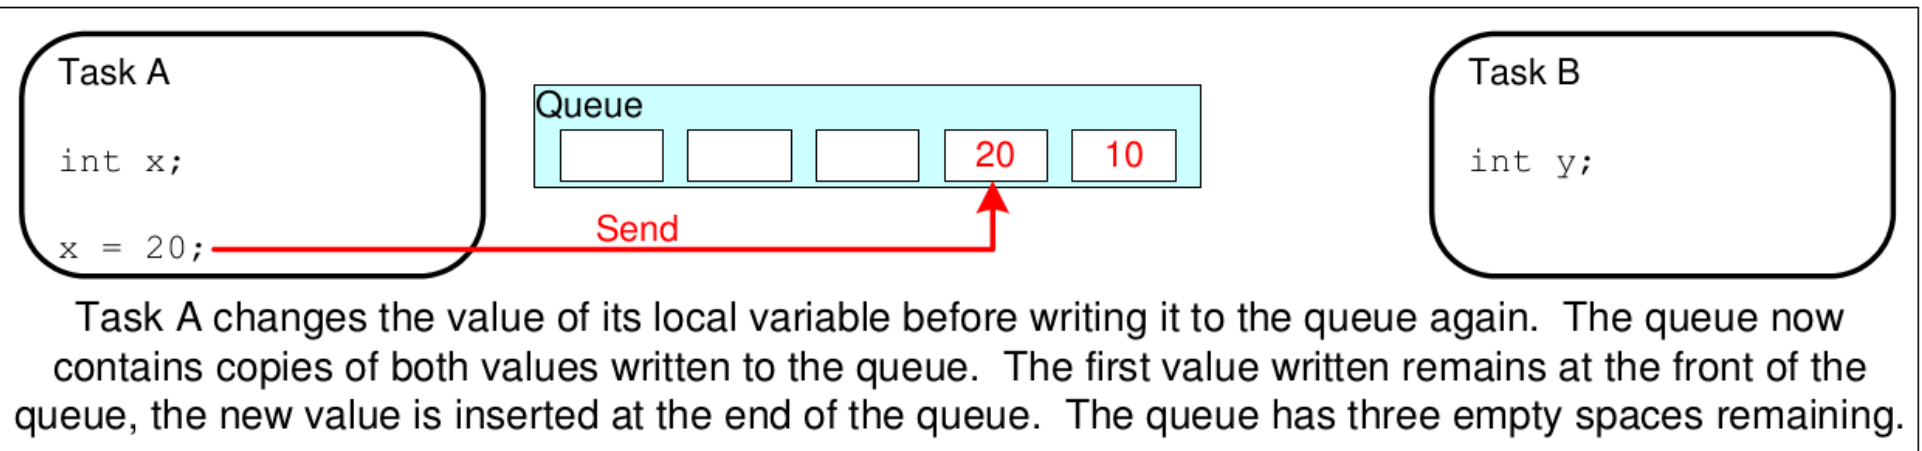 Task A
int x;
x = 20;
Queue
20
10
Send
Task B
int y;
Task A changes the value of its local variable before writing it to the queue again.  The queue now
contains copies of both values written to the queue.  The first value written remains at the front of the
queue, the new value is inserted at the end of the queue.  The queue has three empty spaces remaining.